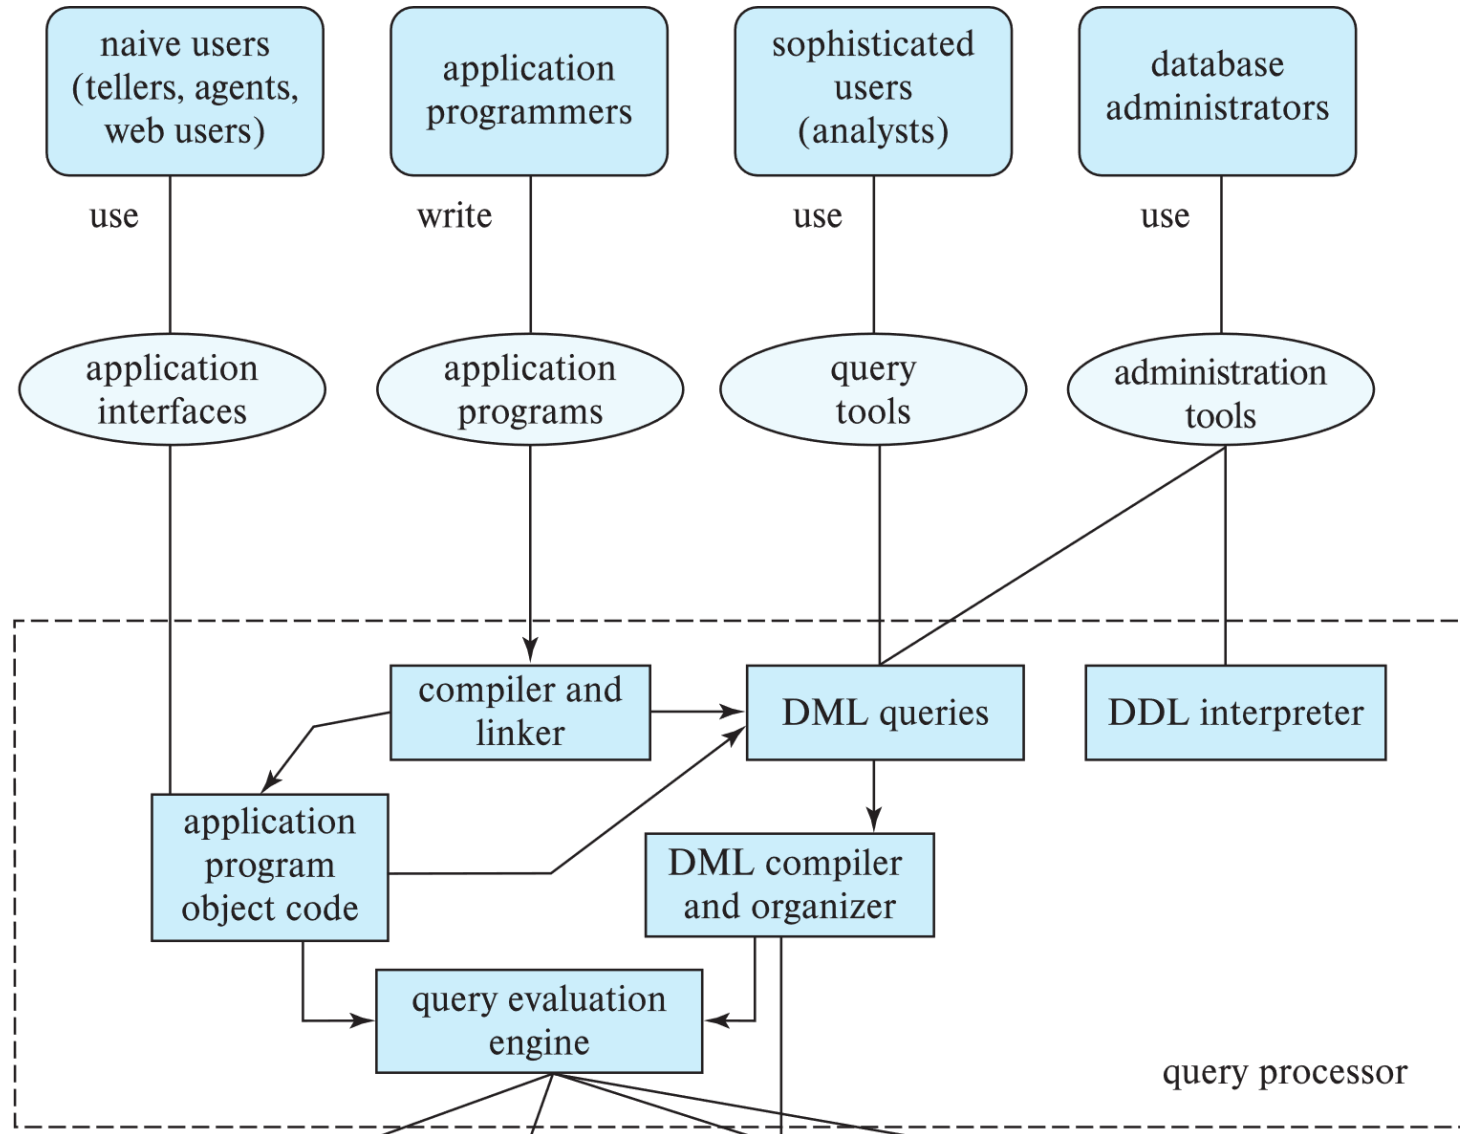 naive users
(tellers, agents,
web users)
application
programmers
sophisticated
users
(analysts)
database
administrators
use
write
use
use
application
interfaces
application
programs
query
tools
administration
tools
compiler and
linker
DML queries
DDL interpreter
application
program
object code
DML compiler
and organizer
query evaluation
engine
query processor